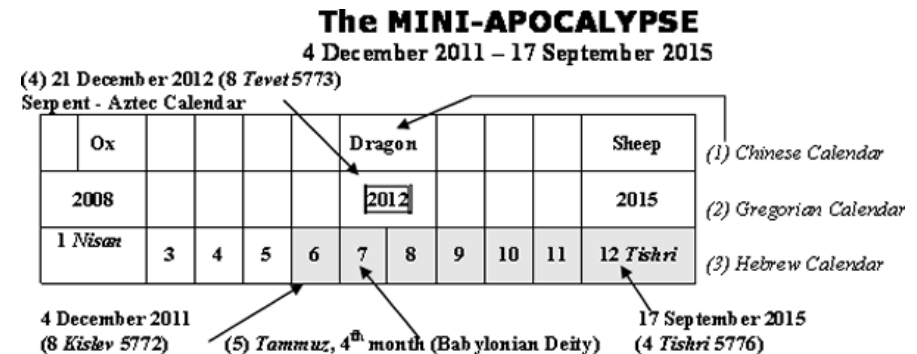 The MINI-APOCALYPSE
4 December 2011 – 17 September 2015
(4) 21 December 2012 (8 Tevet 5773)
Serpent - Aztec Calendar
Ox Dragon Sheep (1) Chinese Calendar
2008 2012 2015 (2) Gregorian Calendar
1 Nisan 3 4 5 6 7 8 9 10 11 12 Tishri (3) Hebrew Calendar
4 December 2011 17 September 2015
(8 Kislev 5772) (5) Tammuz, 4th month (Babylonian Deity) (4 Tishri 5776)